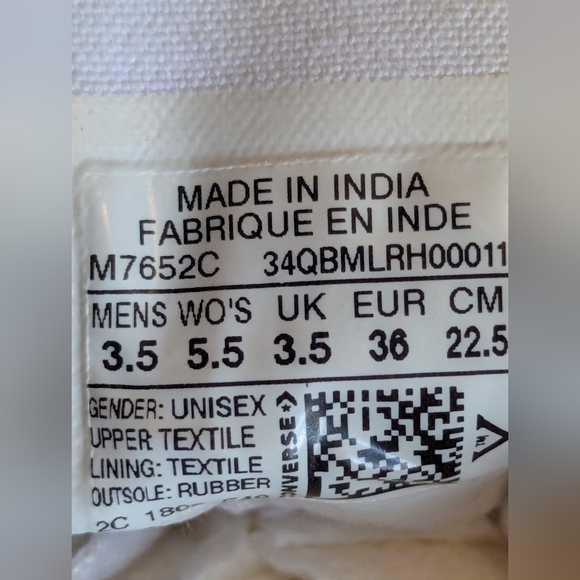 MADE IN INDIA
FABRIQUE EN INDE
M7652C 34QBMLRH00011
MENS WO'S UK EUR CM
3.5 5.5 3.5 36 22.5
GENDER: UNISEX
UPPER TEXTILE
LINING: TEXTILE
OUTSOLE: RUBBER
CONVERSE
2C